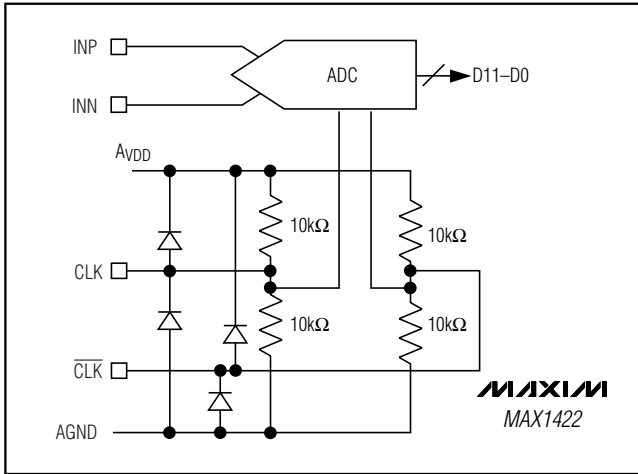 INP
ADC
D11–D0
INN
AVDD
10kΩ
10kΩ
CLK
10kΩ
10kΩ
CLK
MAXIM
MAX1422
AGND